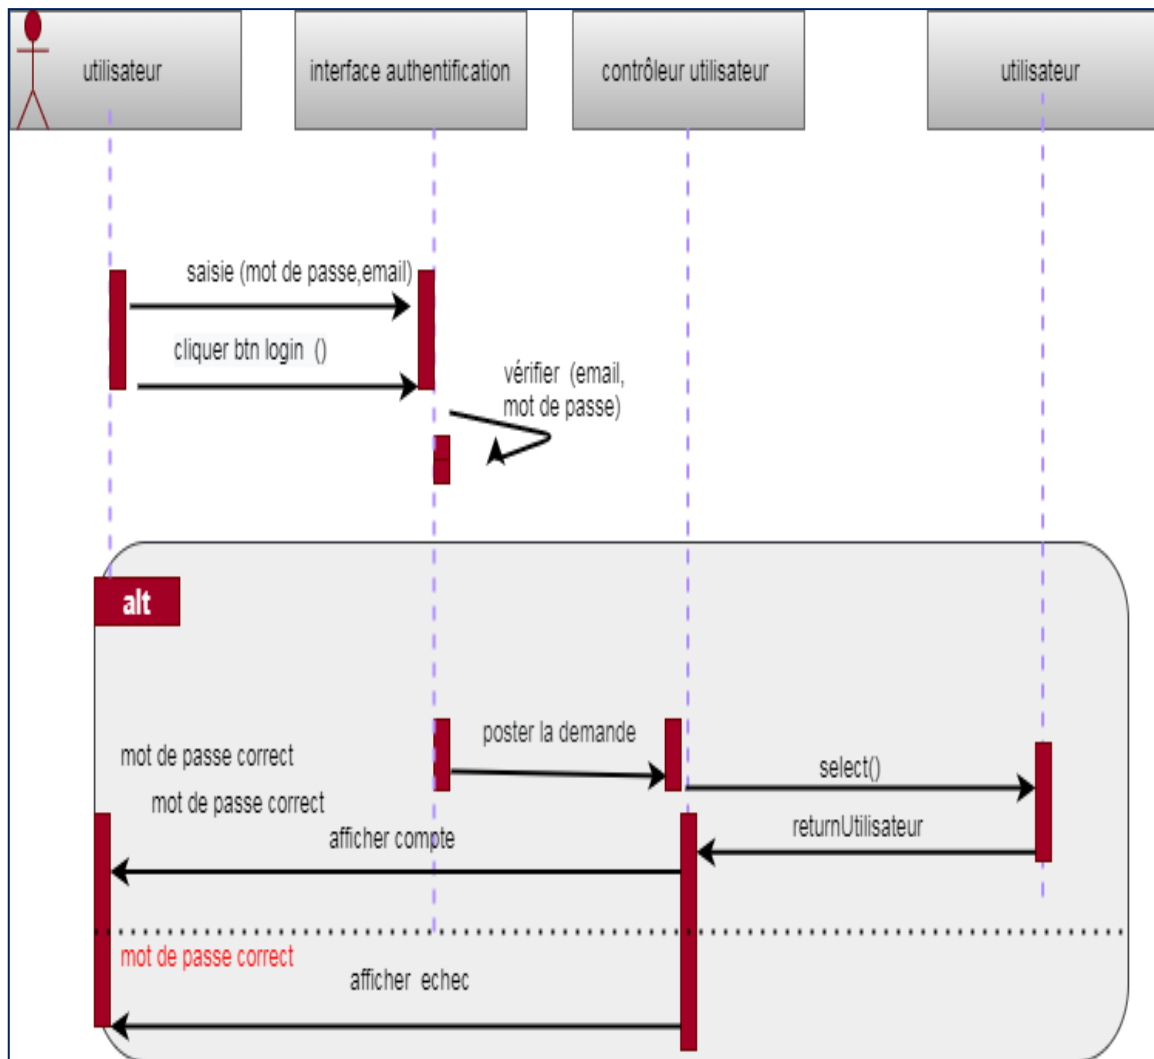 utilisateur
interface authentification
contrôleur utilisateur
utilisateur
saisie (mot de passe,email)
cliquer btn login ()
vérifier (email,
mot de passe)
alt
poster la demande
mot de passe correct
select()
mot de passe correct
returnUtilisateur
afficher compte
mot de passe correct
afficher echec